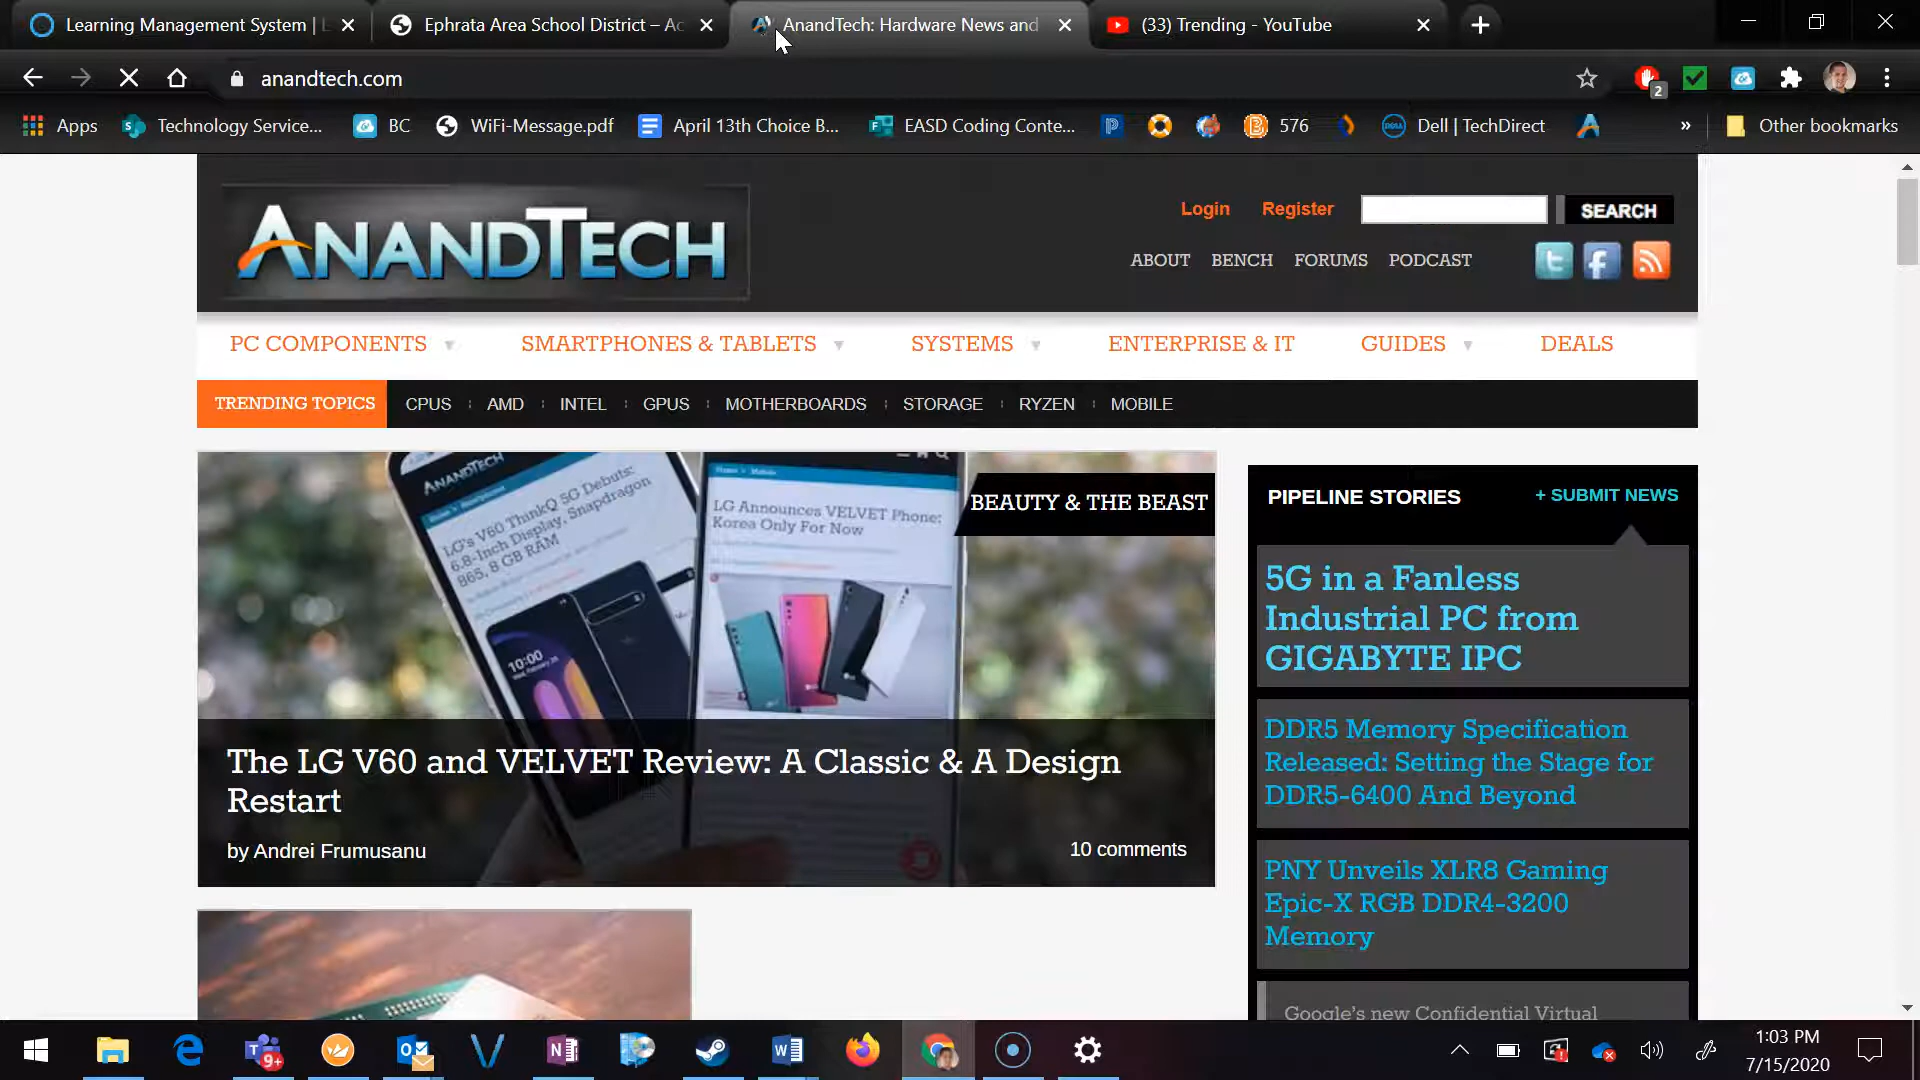 Learning Management System | L
Ephrata Area School District – Ac
AnandTech: Hardware News and
(33) Trending - YouTube
anandtech.com
2
Apps
Technology Service...
BC
WiFi-Message.pdf
April 13th Choice B...
EASD Coding Conte...
576
Dell | TechDirect
»
Other bookmarks
ANANDTECH
Login
Register
SEARCH
ABOUT
BENCH
FORUMS
PODCAST
PC COMPONENTS
SMARTPHONES & TABLETS
SYSTEMS
ENTERPRISE & IT
GUIDES
DEALS
TRENDING TOPICS
CPUS
AMD
INTEL
GPUS
MOTHERBOARDS
STORAGE
RYZEN
MOBILE
ANANDTECH
LG's V60 ThinkQ 5G Debuts:
6.8-Inch Display, Snapdragon
865, 8 GB RAM
10:00
LG Announces VELVET Phone:
Korea Only For Now
BEAUTY & THE BEAST
The LG V60 and VELVET Review: A Classic & A Design
Restart
by Andrei Frumusanu
10 comments
PIPELINE STORIES
+ SUBMIT NEWS
5G in a Fanless
Industrial PC from
GIGABYTE IPC
DDR5 Memory Specification
Released: Setting the Stage for
DDR5-6400 And Beyond
PNY Unveils XLR8 Gaming
Epic-X RGB DDR4-3200
Memory
Google's new Confidential Virtual
9+
1:03 PM
7/15/2020